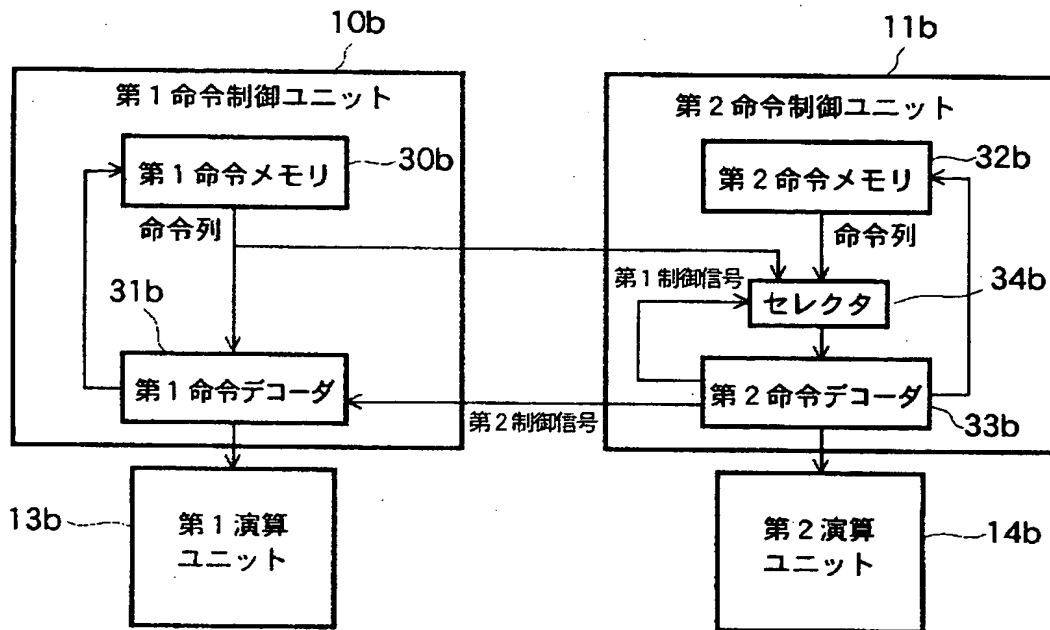 10b
11b
第1命令制御ユニット
第2命令制御ユニット
第1命令メモリ
30b
第2命令メモリ
32b
命令列
命令列
第1制御信号
セレクタ
34b
31b
第1命令デコーダ
第2命令デコーダ
第2制御信号
33b
13b
第1演算
ユニット
第2演算
ユニット
14b